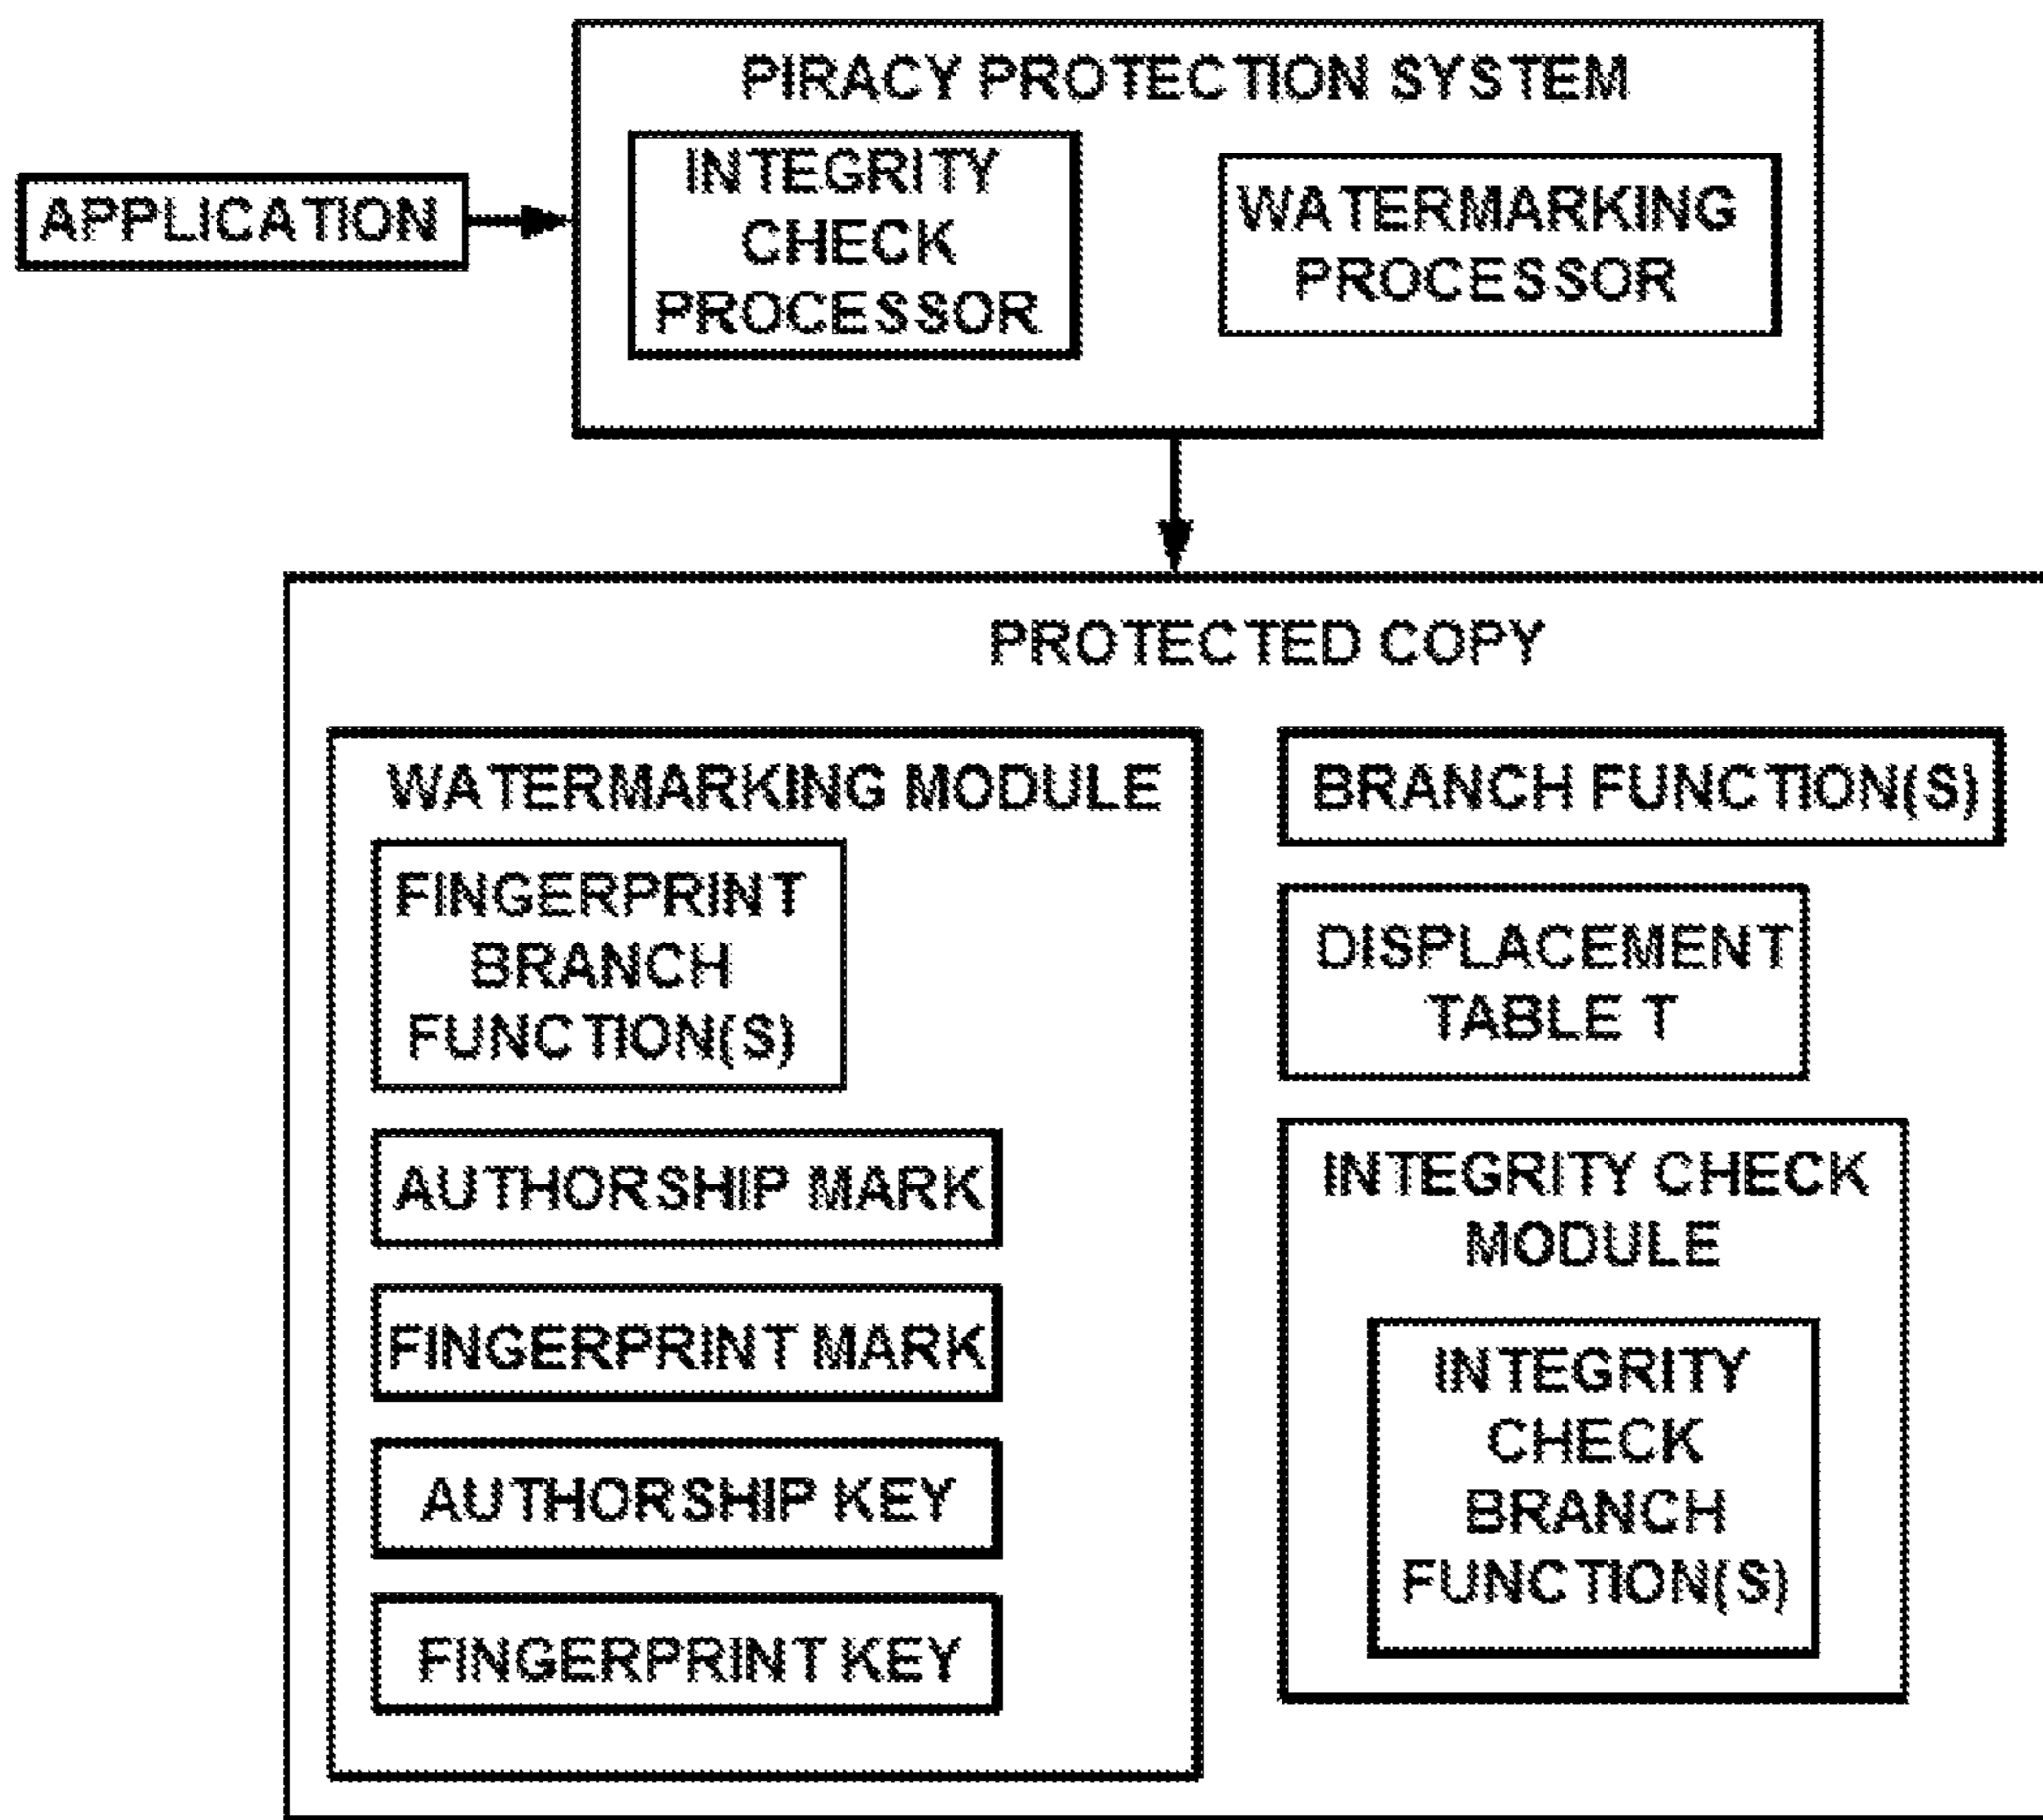 PIRACY PROTECTION SYSTEM
APPLICATION
INTEGRITY
CHECK
PROCESSOR
WATERMARKING
PROCESSOR
PROTECTED COPY
WATERMARKING MODULE
FINGERPRINT
BRANCH
FUNCTION(S)
AUTHORSHIP MARK
FINGERPRINT MARK
AUTHORSHIP KEY
FINGERPRINT KEY
BRANCH FUNCTION(S)
DISPLACEMENT
TABLE T
INTEGRITY CHECK
MODULE
INTEGRITY
CHECK
BRANCH
FUNCTION(S)